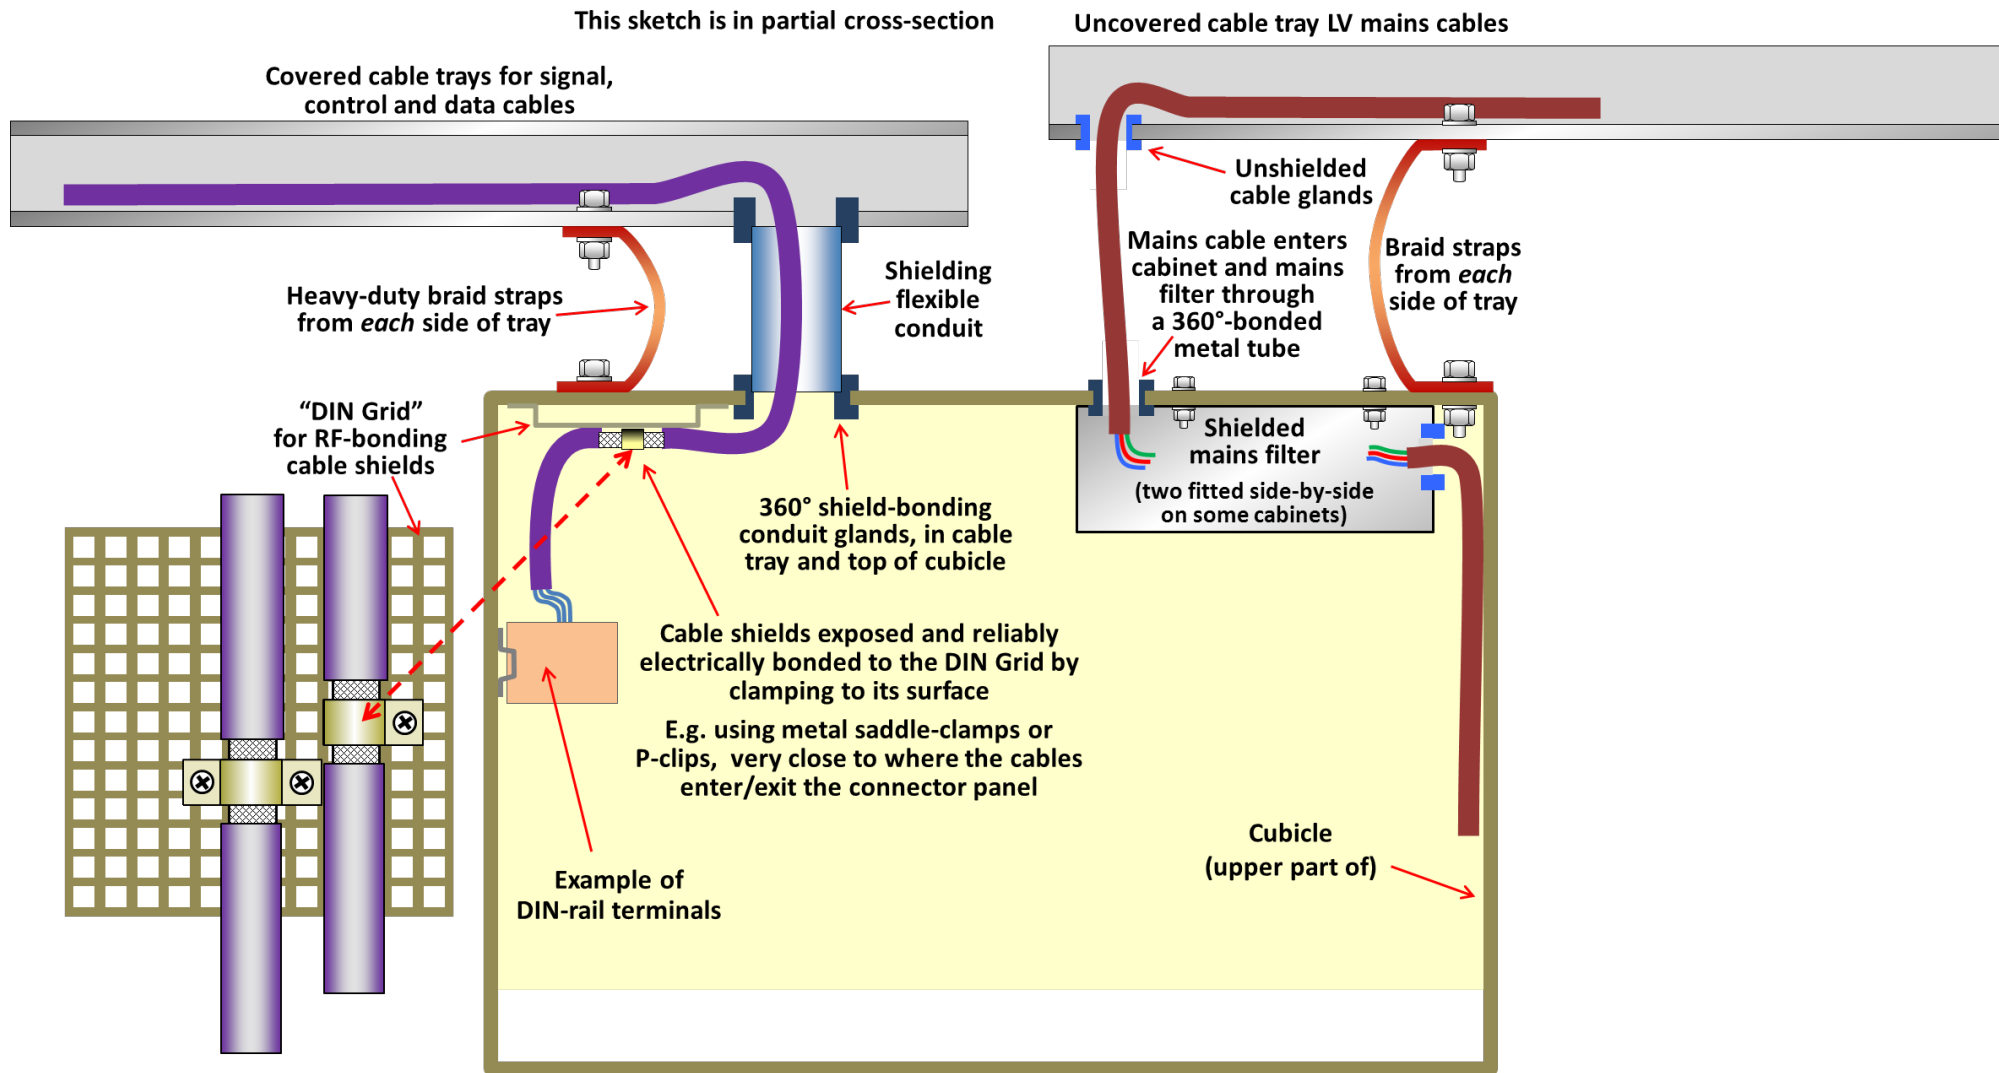 This sketch is in partial cross-section
Uncovered cable tray LV mains cables
Covered cable trays for signal,
control and data cables
Unshielded
cable glands
Mains cable enters
cabinet and mains
filter through
a 360°-bonded
metal tube
Braid straps
from each
side of tray
Shielding
flexible
conduit
Heavy-duty braid straps
from each side of tray
“DIN Grid”
for RF-bonding
cable shields
Shielded
mains filter
(two fitted side-by-side
on some cabinets)
360° shield-bonding
conduit glands, in cable
tray and top of cubicle
Cable shields exposed and reliably
electrically bonded to the DIN Grid by
clamping to its surface
E.g. using metal saddle-clamps or
P-clips, very close to where the cables
enter/exit the connector panel
Cubicle
(upper part of)
Example of
DIN-rail terminals